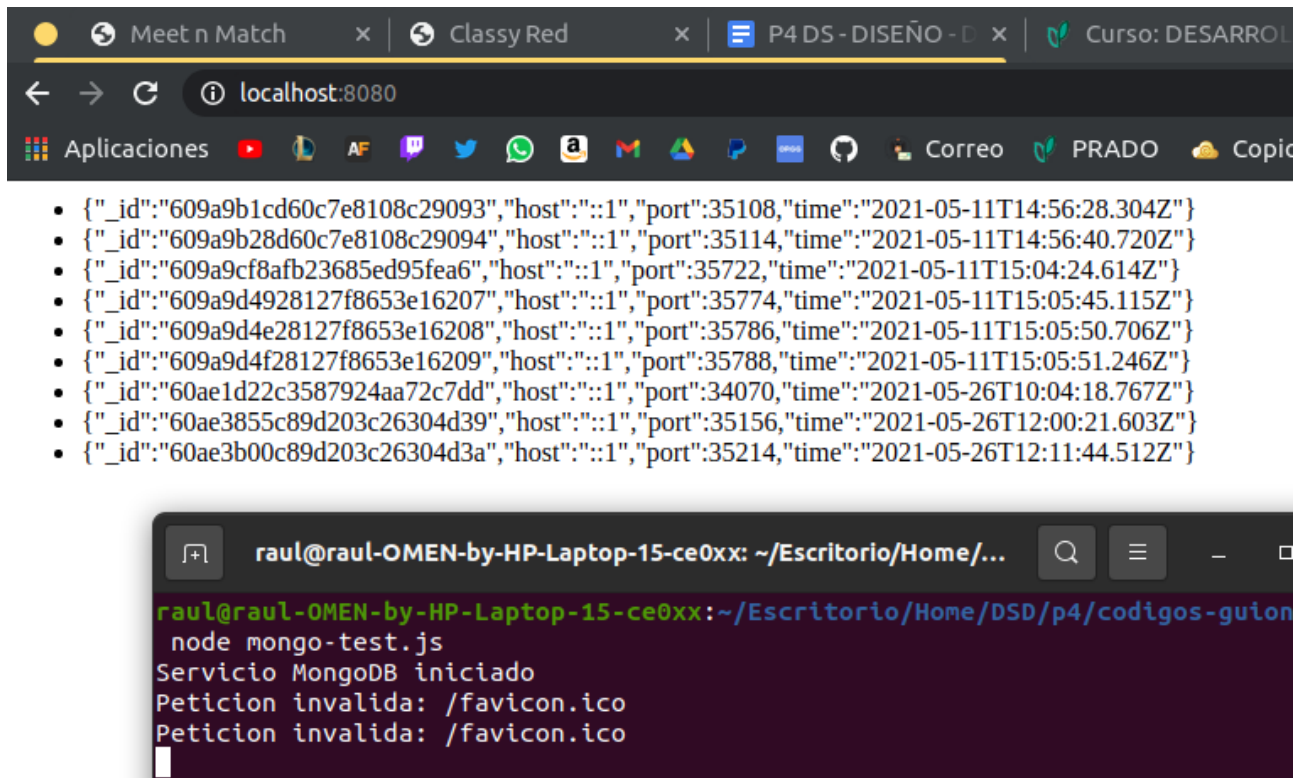 Meet n Match
Classy Red
P4 DS - DISEÑO - D
Curso: DESARROL
localhost:8080
Aplicaciones
AF
Correo
PRADO
Copic
{"_id":"609a9b1cd60c7e8108c29093","host":"::1","port":35108,"time":"2021-05-11T14:56:28.304Z"}
{"_id":"609a9b28d60c7e8108c29094","host":"::1","port":35114,"time":"2021-05-11T14:56:40.720Z"}
{"_id":"609a9cf8afb23685ed95fea6","host":"::1","port":35722,"time":"2021-05-11T15:04:24.614Z"}
{"_id":"609a9d4928127f8653e16207","host":"::1","port":35774,"time":"2021-05-11T15:05:45.115Z"}
{"_id":"609a9d4e28127f8653e16208","host":"::1","port":35786,"time":"2021-05-11T15:05:50.706Z"}
{"_id":"609a9d4f28127f8653e16209","host":"::1","port":35788,"time":"2021-05-11T15:05:51.246Z"}
{"_id":"60ae1d22c3587924aa72c7dd","host":"::1","port":34070,"time":"2021-05-26T10:04:18.767Z"}
{"_id":"60ae3855c89d203c26304d39","host":"::1","port":35156,"time":"2021-05-26T12:00:21.603Z"}
{"_id":"60ae3b00c89d203c26304d3a","host":"::1","port":35214,"time":"2021-05-26T12:11:44.512Z"}
raul@raul-OMEN-by-HP-Laptop-15-ce0xx: ~/Escritorio/Home/...
raul@raul-OMEN-by-HP-Laptop-15-ce0xx:~/Escritorio/Home/DSD/p4/codigos-guion
node mongo-test.js
Servicio MongoDB iniciado
Peticion invalida: /favicon.ico
Peticion invalida: /favicon.ico